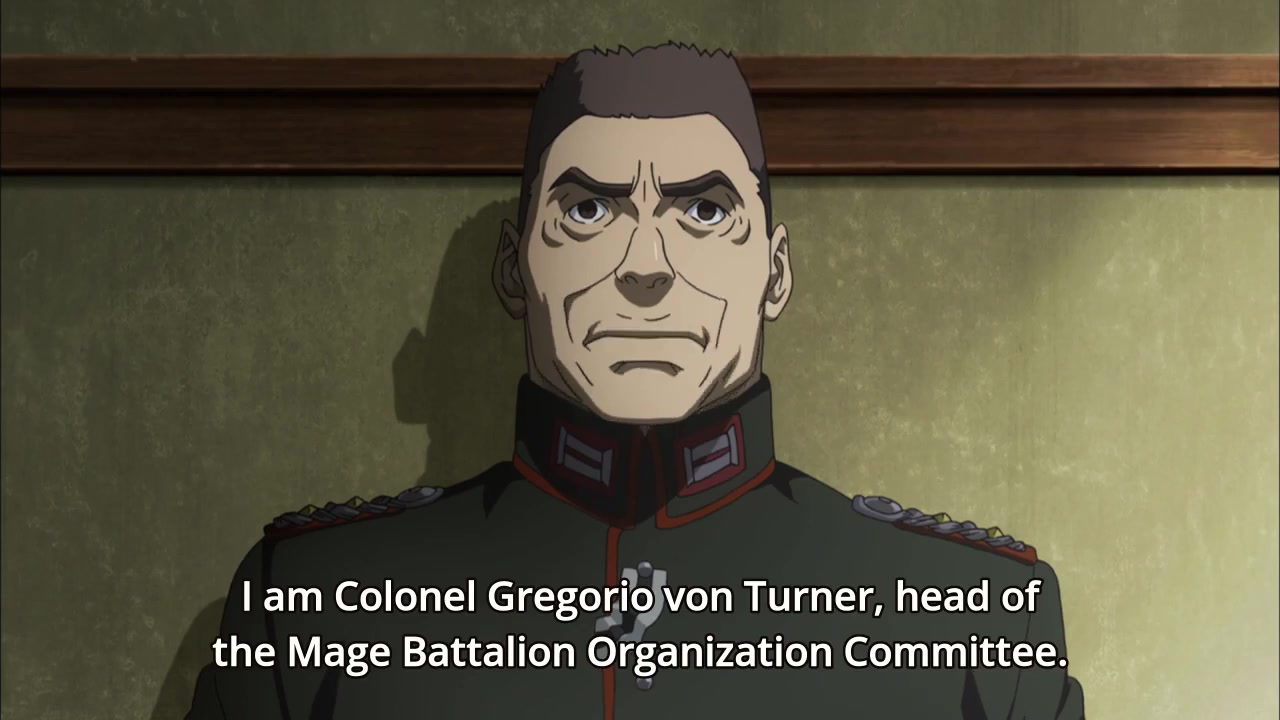 I am Colonel Gregorio von Turner, head of
the Mage Battalion Organization Committee.